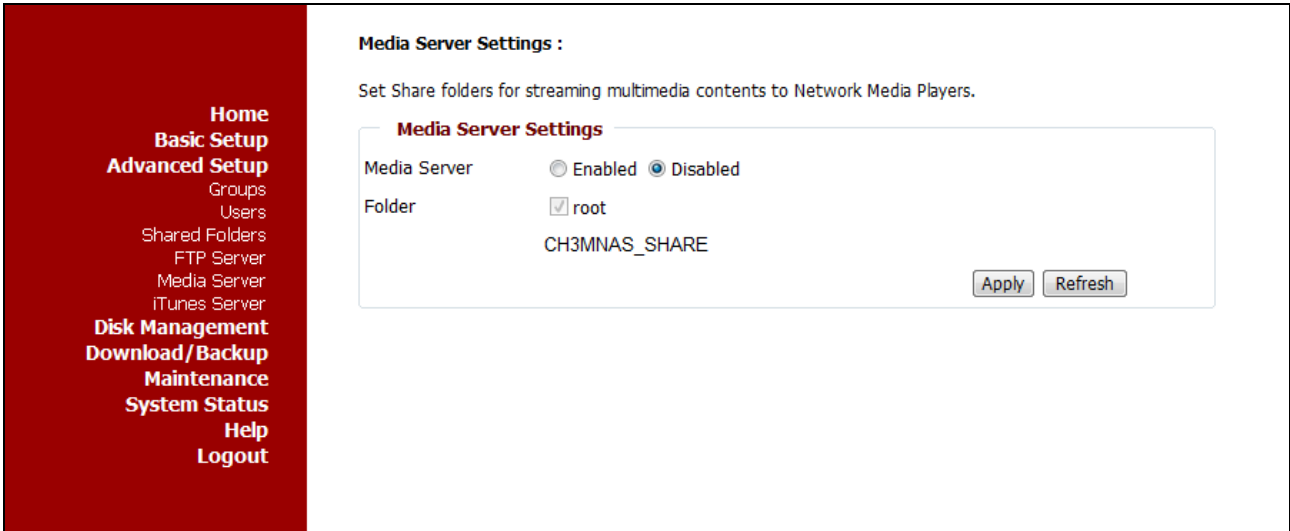 Home
Basic Setup
Advanced Setup
Groups
Users
Shared Folders
FTP Server
Media Server
iTunes Server
Disk Management
Download/Backup
Maintenance
System Status
Help
Logout
Media Server Settings :
Set Share folders for streaming multimedia contents to Network Media Players.
Media Server Settings
Media Server Enabled Disabled
Folder root
CH3MNAS_SHARE
Apply Refresh